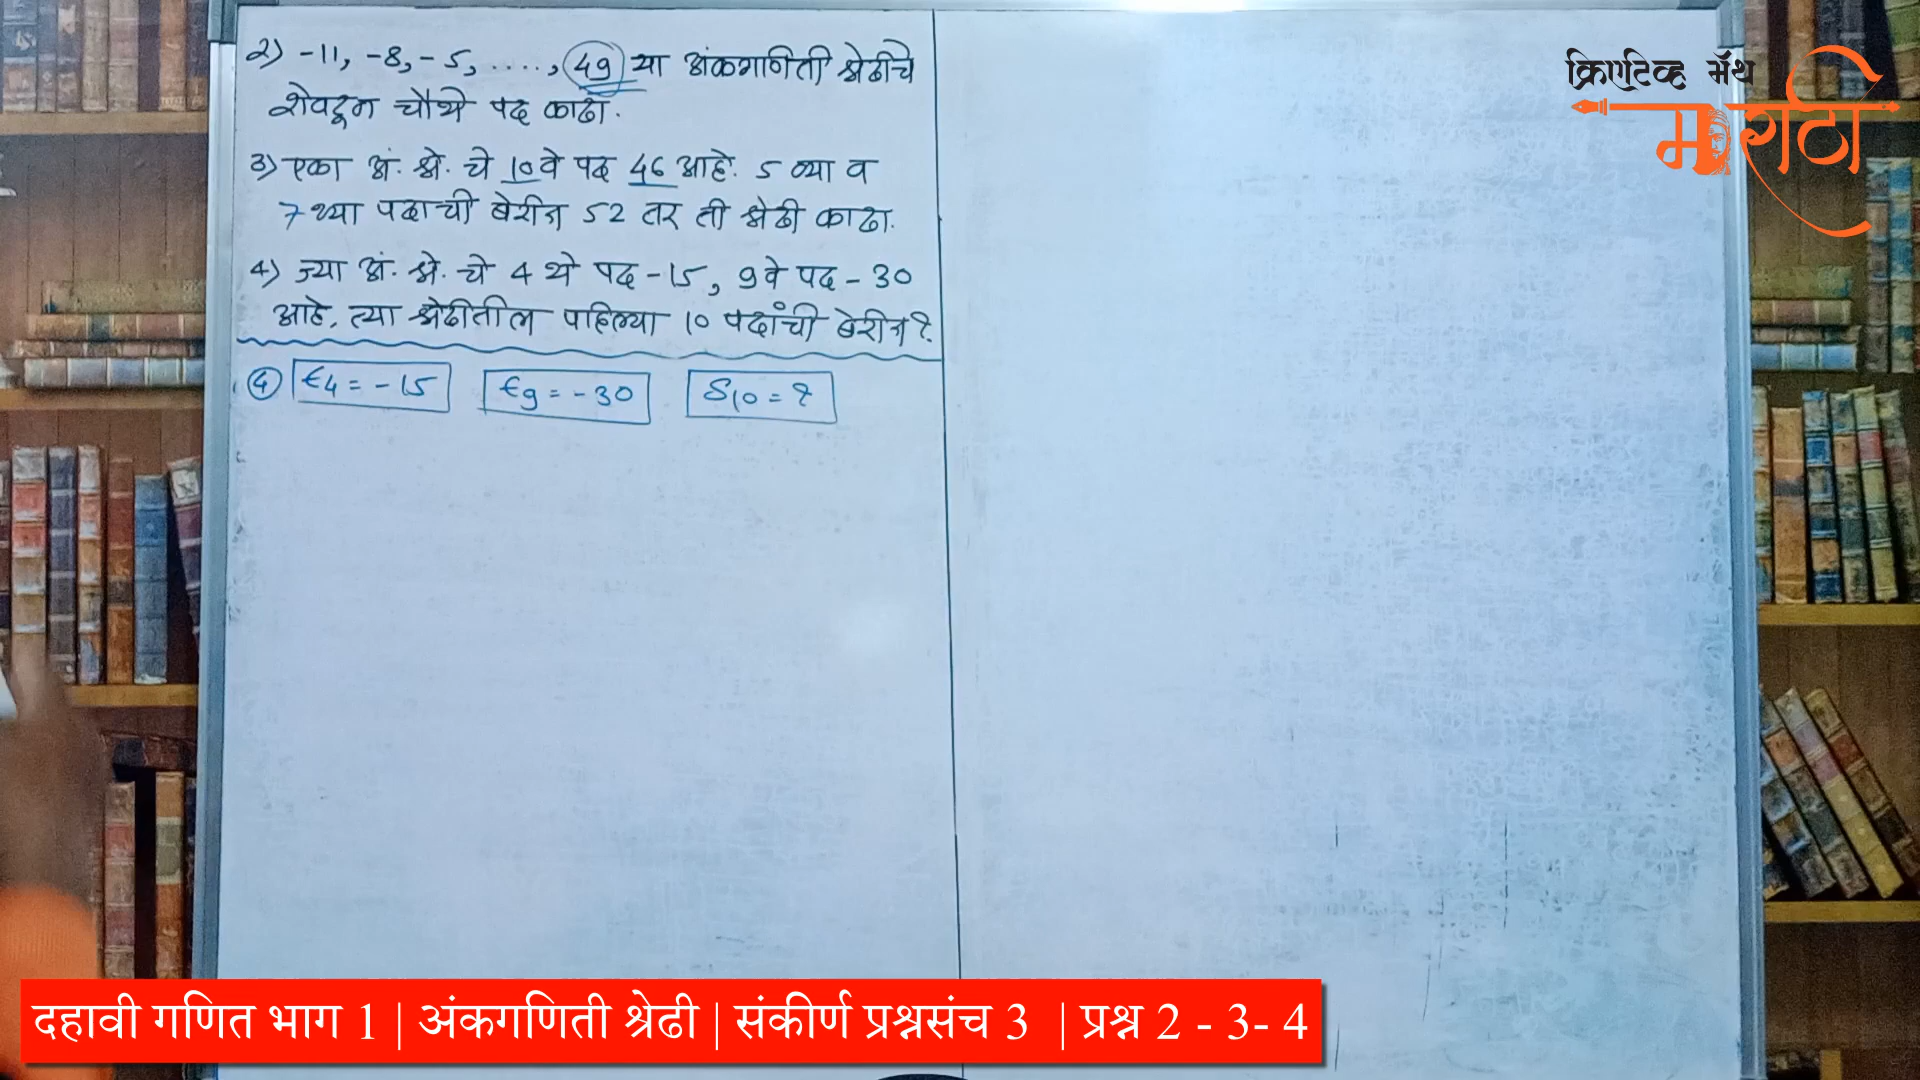 2) -11, -8, -5, ...., 49 या अंकगणिती श्रेढीचे
शेवटून चौथे पद काढा.
3) एका अं. श्रे. चे 10 वे पद 46 आहे. 5 व्या व
7 व्या पदाची बेरीज 52 तर ती श्रेढी काढा.
4) ज्या अं. श्रे. चे 4 थे पद -15, 9 वे पद -30
आहे. त्या श्रेढीतील पहिल्या 10 पदांची बेरीज ?.
④ t4 = -15 t9 = -30 S10 = ?
क्रिएटिव्ह मॅथ
मराठी
दहावी गणित भाग 1 | अंकगणिती श्रेढी | संकीर्ण प्रश्नसंच 3 | प्रश्न 2 - 3- 4